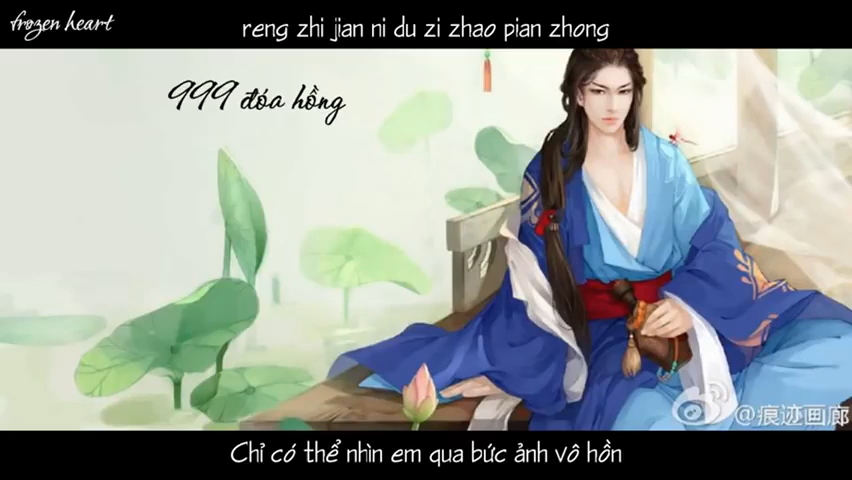 frozen heart
reng zhi jian ni du zi zhao pian zhong
999 đóa hồng
@痕迹画廊
Chỉ có thể nhìn em qua bức ảnh vô hồn